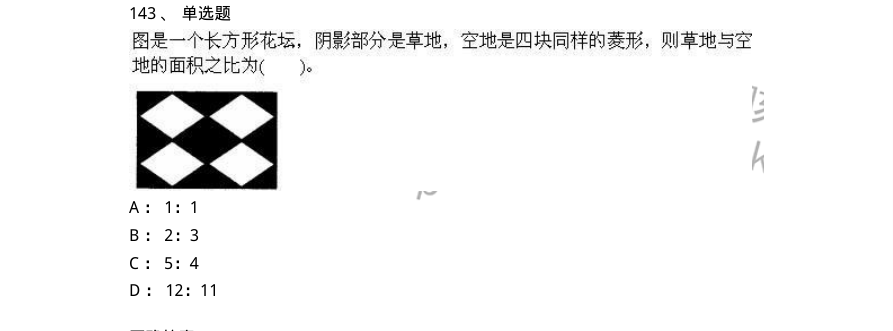 143 、 单选题
图是一个长方形花坛，阴影部分是草地，空地是四块同样的菱形，则草地与空
地的面积之比为(　　)。
A ： 1：1
B ： 2：3
C ： 5：4
D ： 12：11